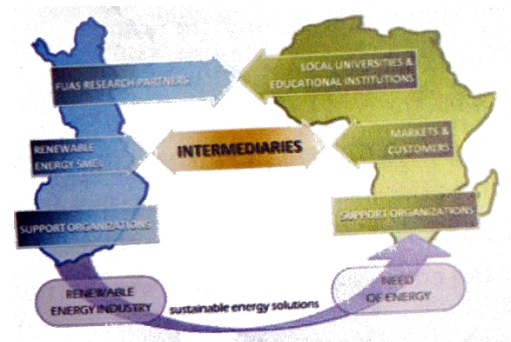 FUAS RESEARCH PARTNERS
LOCAL UNIVERSITIES &
EDUCATIONAL INSTITUTIONS
RENEWABLE
ENERGY SMEs
INTERMEDIARIES
MARKETS &
CUSTOMERS
SUPPORT ORGANIZATIONS
SUPPORT ORGANIZATIONS
RENEWABLE
ENERGY INDUSTRY
sustainable energy solutions
NEED
OF ENERGY